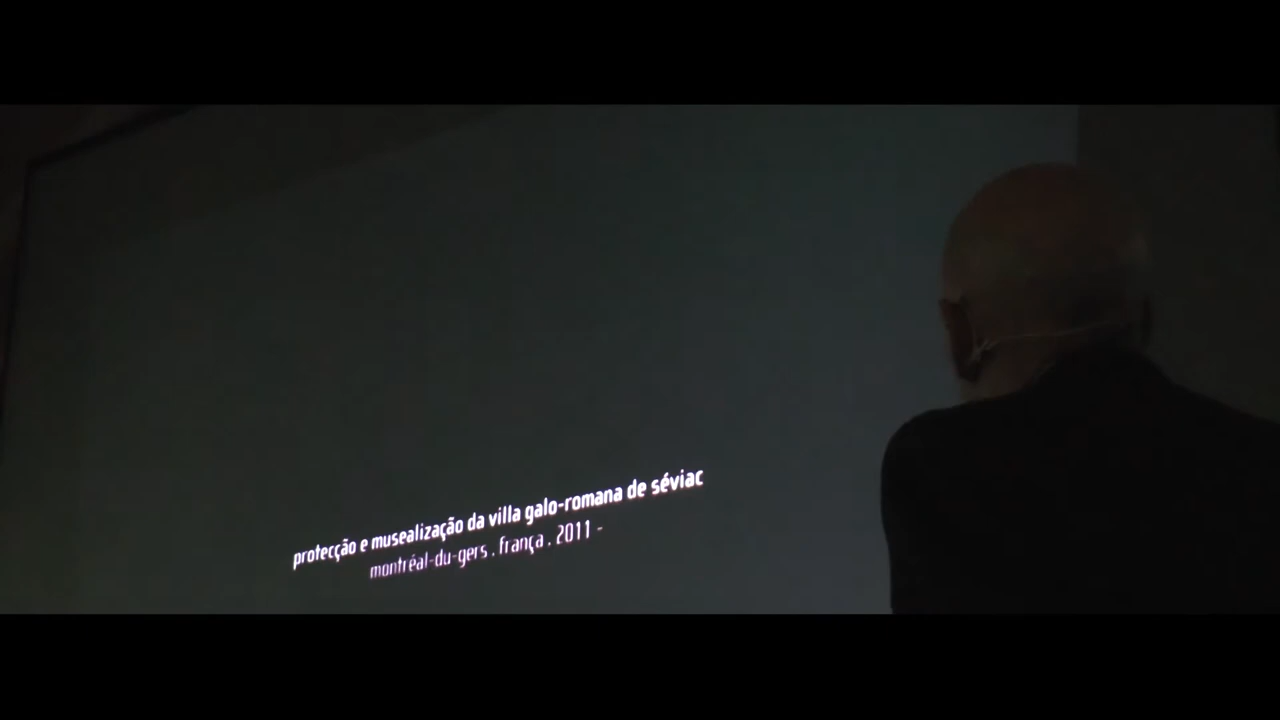 protecção e musealização da villa galo-romana de séviac
montréal-du-gers . frança . 2011 -